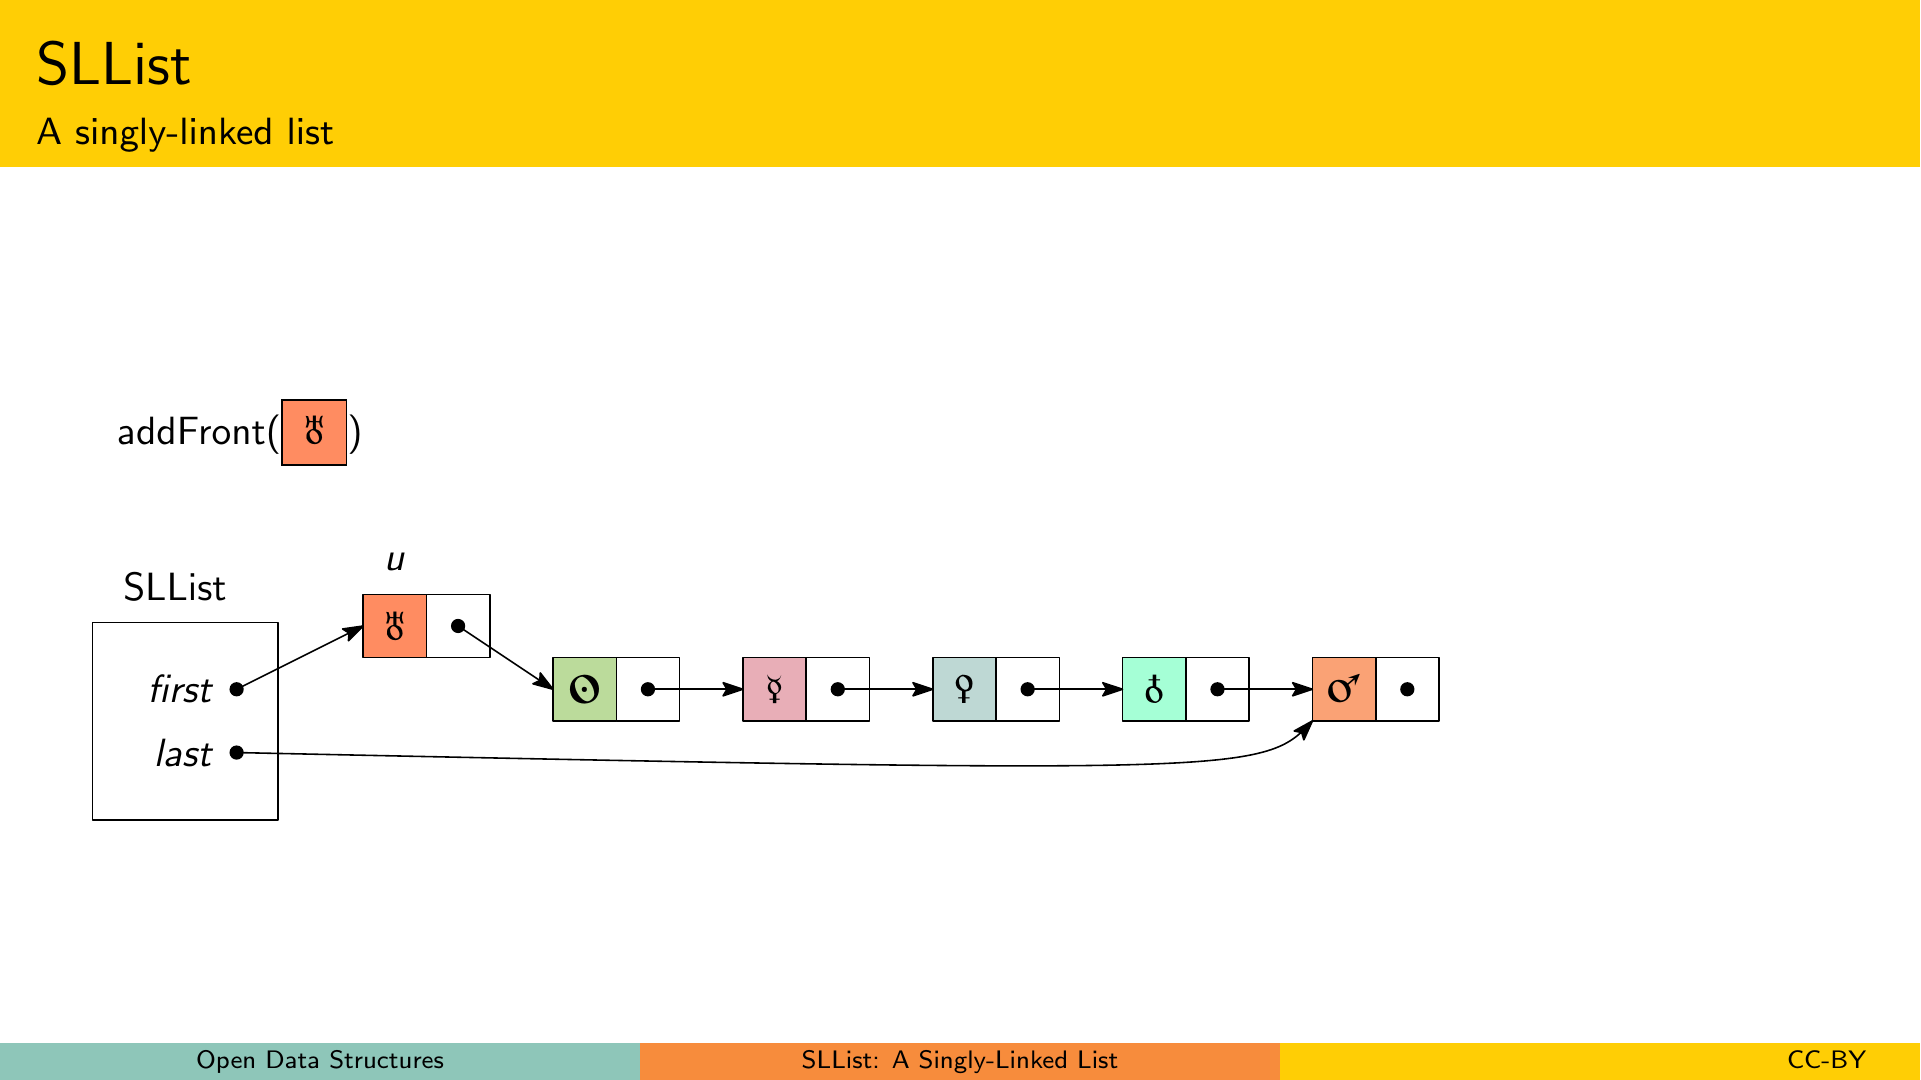 SLList
A singly-linked list
addFront(♅)
u
SLList
♅
first
☉ ☿ ♀ ♁ ♂
last
Open Data Structures
SLList: A Singly-Linked List
CC-BY